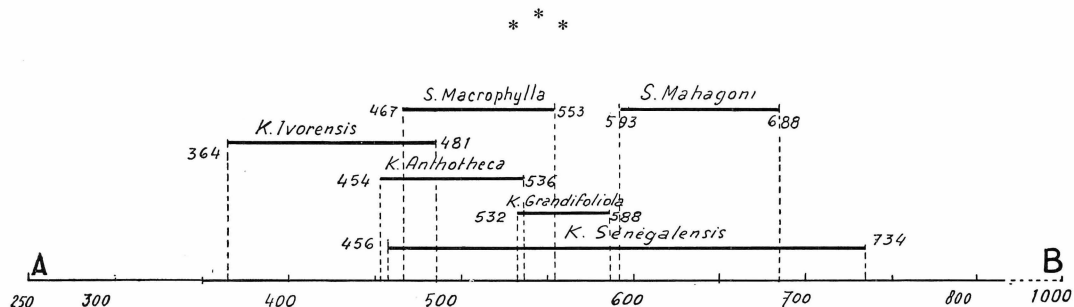 * * *
S. Macrophylla S. Mahagoni
467 553 593 688
K. Ivorensis
364 481
K. Anthotheca
454 536
K. Grandifoliola
532 588
K. Sénégalensis
456 734
A B
250 300 400 500 600 700 800 1000